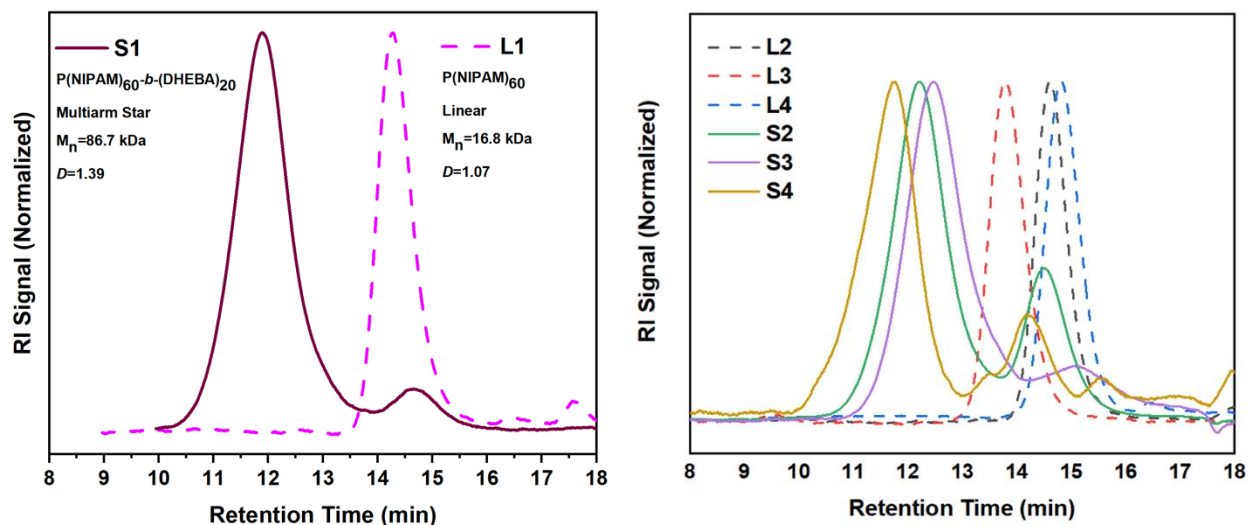 S1
P(NIPAM)60-b-(DHEBA)20
Multiarm Star
Mn=86.7 kDa
D=1.39
L1
P(NIPAM)60
Linear
Mn=16.8 kDa
D=1.07
RI Signal (Normalized)
8 9 10 11 12 13 14 15 16 17 18
Retention Time (min)
L2
L3
L4
S2
S3
S4
RI Signal (Normalized)
8 9 10 11 12 13 14 15 16 17 18
Retention Time (min)